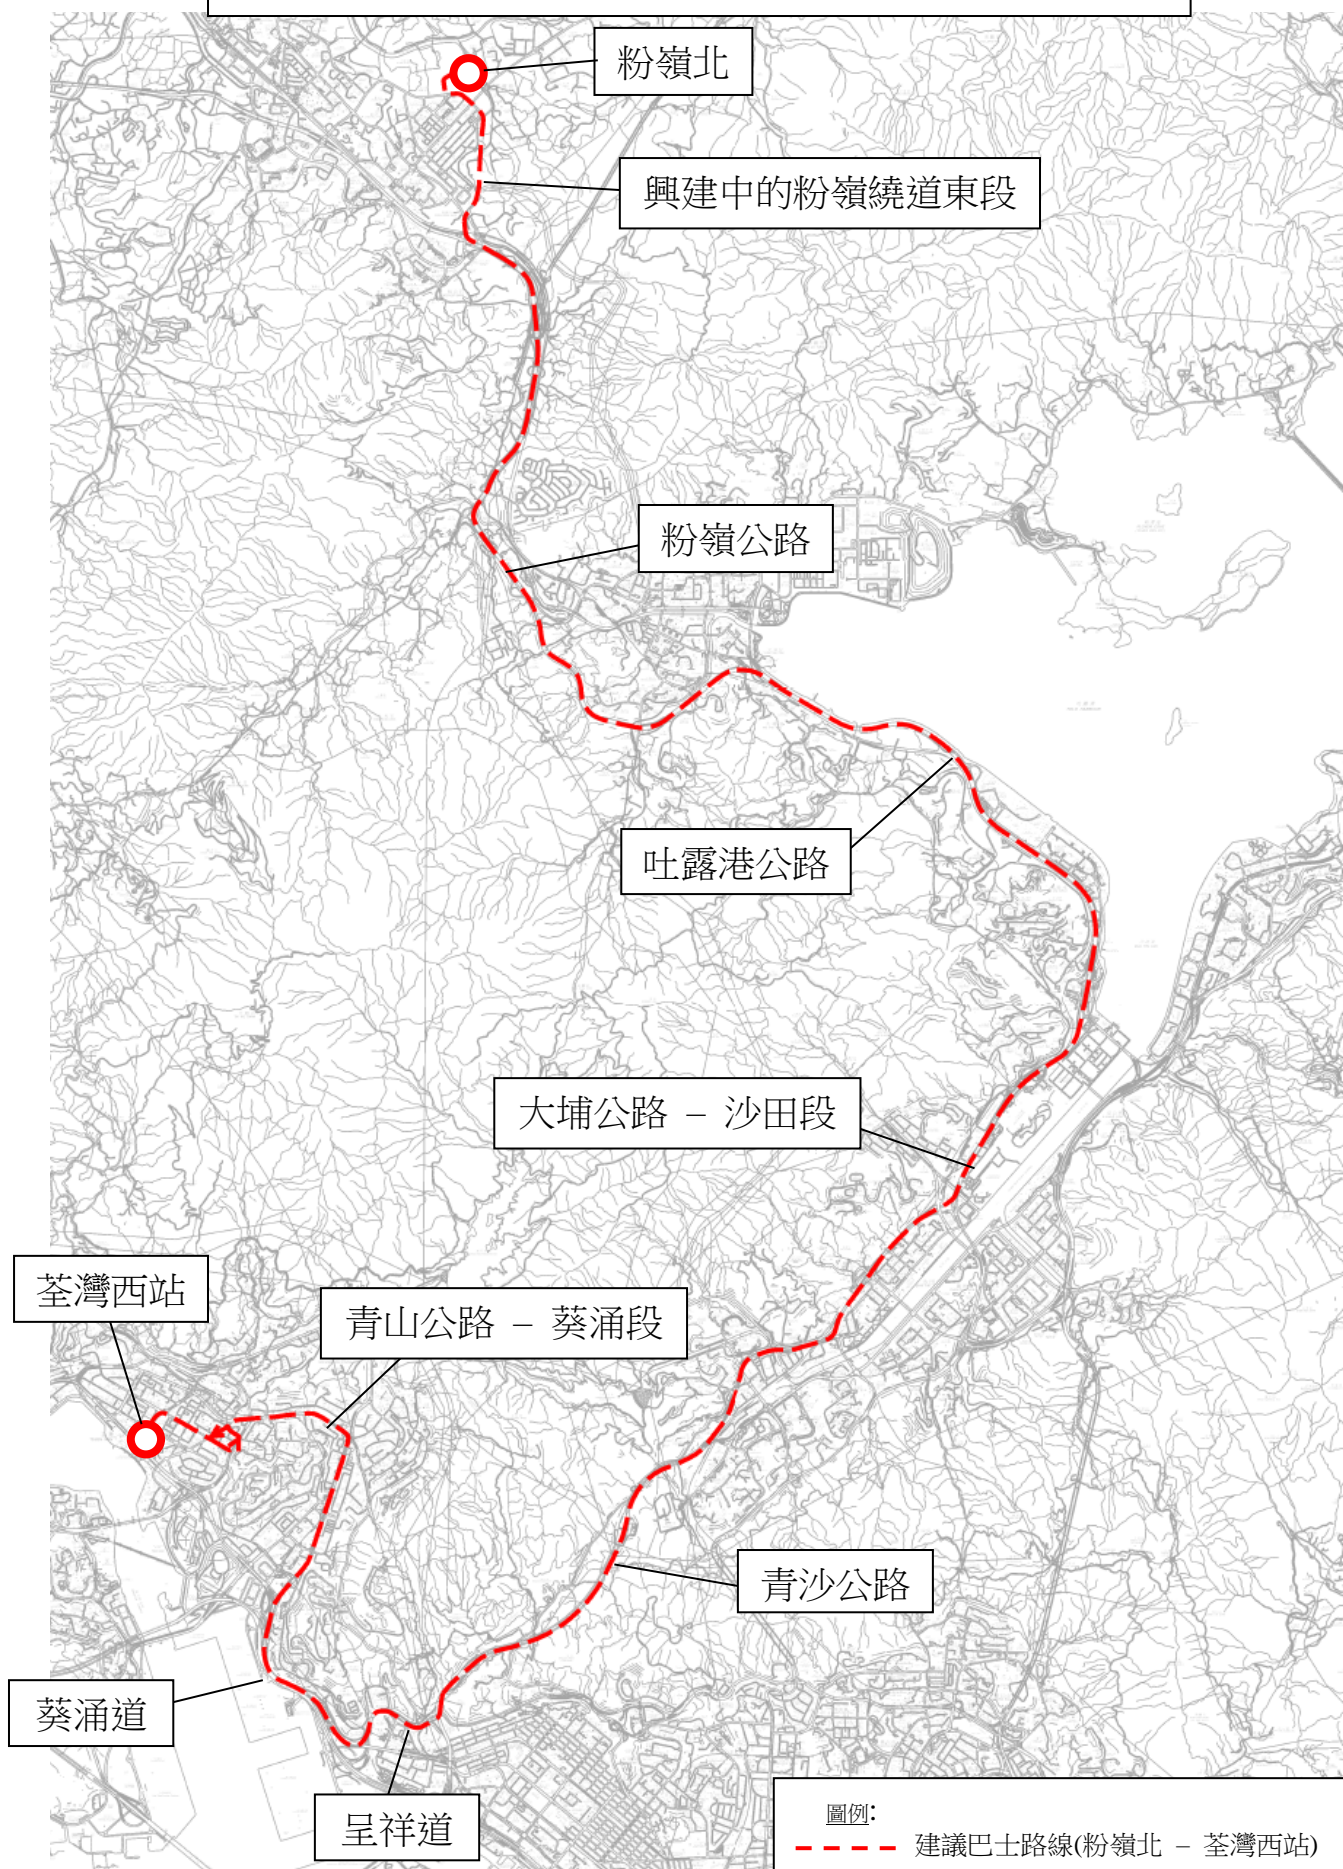 粉嶺北
興建中的粉嶺繞道東段
粉嶺公路
吐露港公路
大埔公路 – 沙田段
荃灣西站
青山公路 – 葵涌段
青沙公路
葵涌道
呈祥道
圖例:
建議巴士路線(粉嶺北 – 荃灣西站)